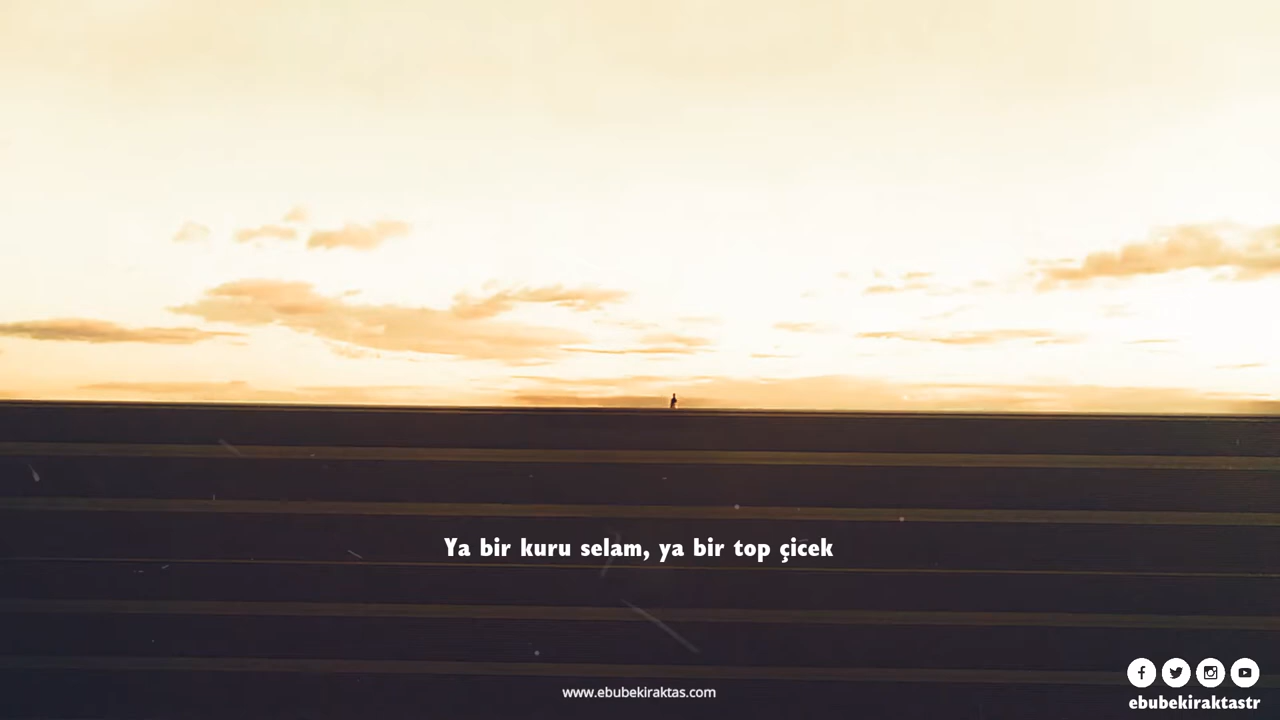 Ya bir kuru selam, ya bir top çicek
www.ebubekiraktas.com
ebubekiraktastr